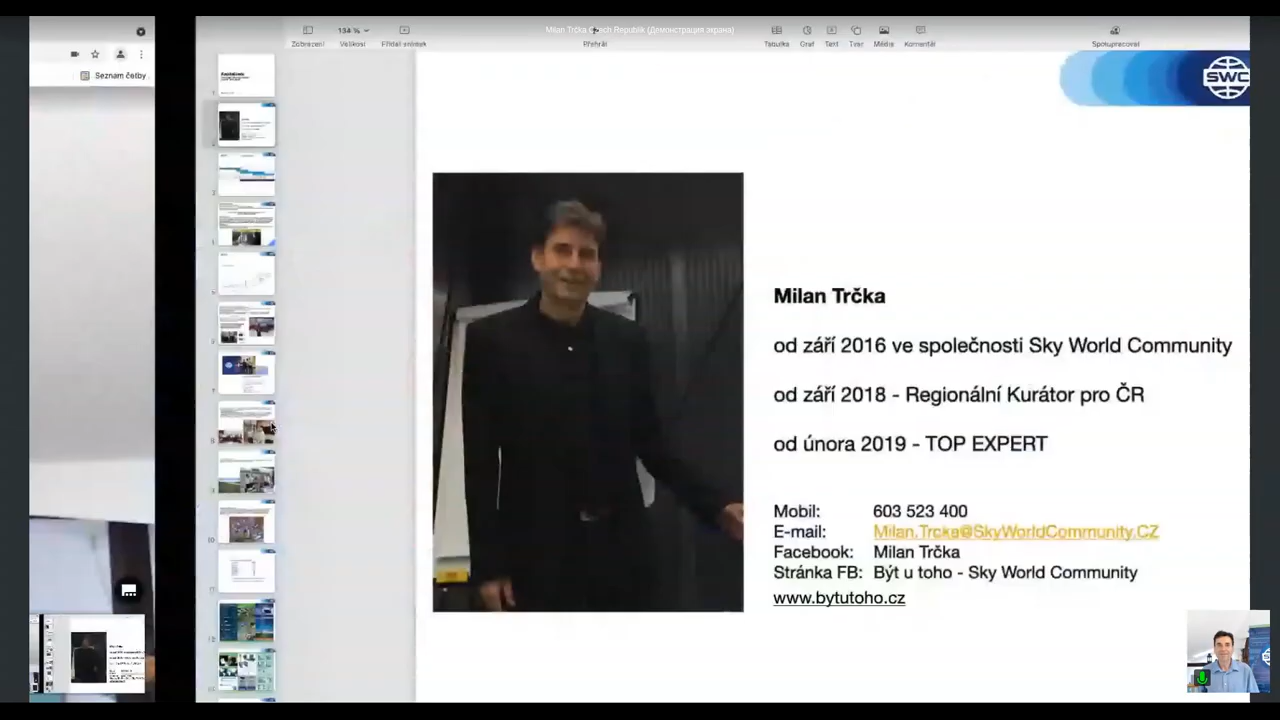 Milan Trčka Czech Republik (Демонстрация экрана)
134 %
Zobrazení
Velikost
Přidat snímek
Přehrát
Tabulka
Graf
Text
Tvar
Média
Komentář
Spolupracovat
Seznam četby
SWC
Milan Trčka
od září 2016 ve společnosti Sky World Community
od září 2018 - Regionální Kurátor pro ČR
od února 2019 - TOP EXPERT
Mobil: 603 523 400
E-mail: Milan.Trcka@SkyWorldCommunity.CZ
Facebook: Milan Trčka
Stránka FB: Být u toho - Sky World Community
www.bytutoho.cz